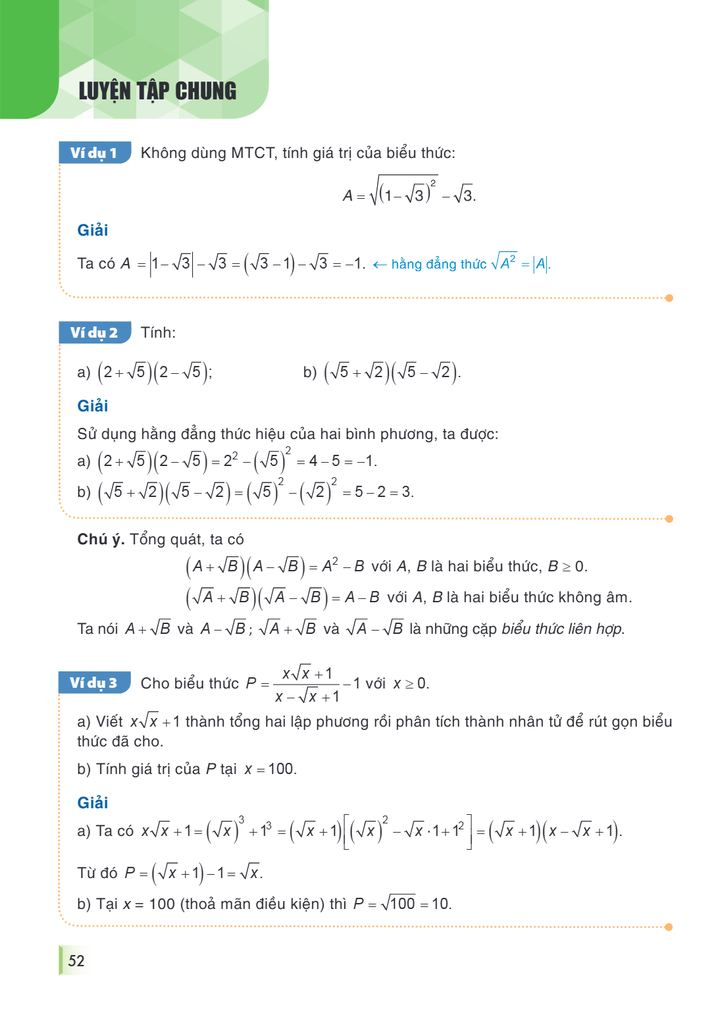 LUYỆN TẬP CHUNG
Ví dụ 1 Không dùng MTCT, tính giá trị của biểu thức:
A = √((1 − √3)²) − √3.
Giải
Ta có A = |1 − √3| − √3 = (√3 − 1) − √3 = −1. ← hằng đẳng thức √(A²) = |A|.
Ví dụ 2 Tính:
a) (2 + √5)(2 − √5); b) (√5 + √2)(√5 − √2).
Giải
Sử dụng hằng đẳng thức hiệu của hai bình phương, ta được:
a) (2 + √5)(2 − √5) = 2² − (√5)² = 4 − 5 = −1.
b) (√5 + √2)(√5 − √2) = (√5)² − (√2)² = 5 − 2 = 3.
Chú ý. Tổng quát, ta có
(A + √B)(A − √B) = A² − B với A, B là hai biểu thức, B ≥ 0.
(√A + √B)(√A − √B) = A − B với A, B là hai biểu thức không âm.
Ta nói A + √B và A − √B ; √A + √B và √A − √B là những cặp biểu thức liên hợp.
Ví dụ 3 Cho biểu thức P = (x√x + 1)/(x − √x + 1) − 1 với x ≥ 0.
a) Viết x√x + 1 thành tổng hai lập phương rồi phân tích thành nhân tử để rút gọn biểu
thức đã cho.
b) Tính giá trị của P tại x = 100.
Giải
a) Ta có x√x + 1 = (√x)³ + 1³ = (√x + 1)[(√x)² − √x · 1 + 1²] = (√x + 1)(x − √x + 1).
Từ đó P = (√x + 1) − 1 = √x.
b) Tại x = 100 (thoả mãn điều kiện) thì P = √100 = 10.
52